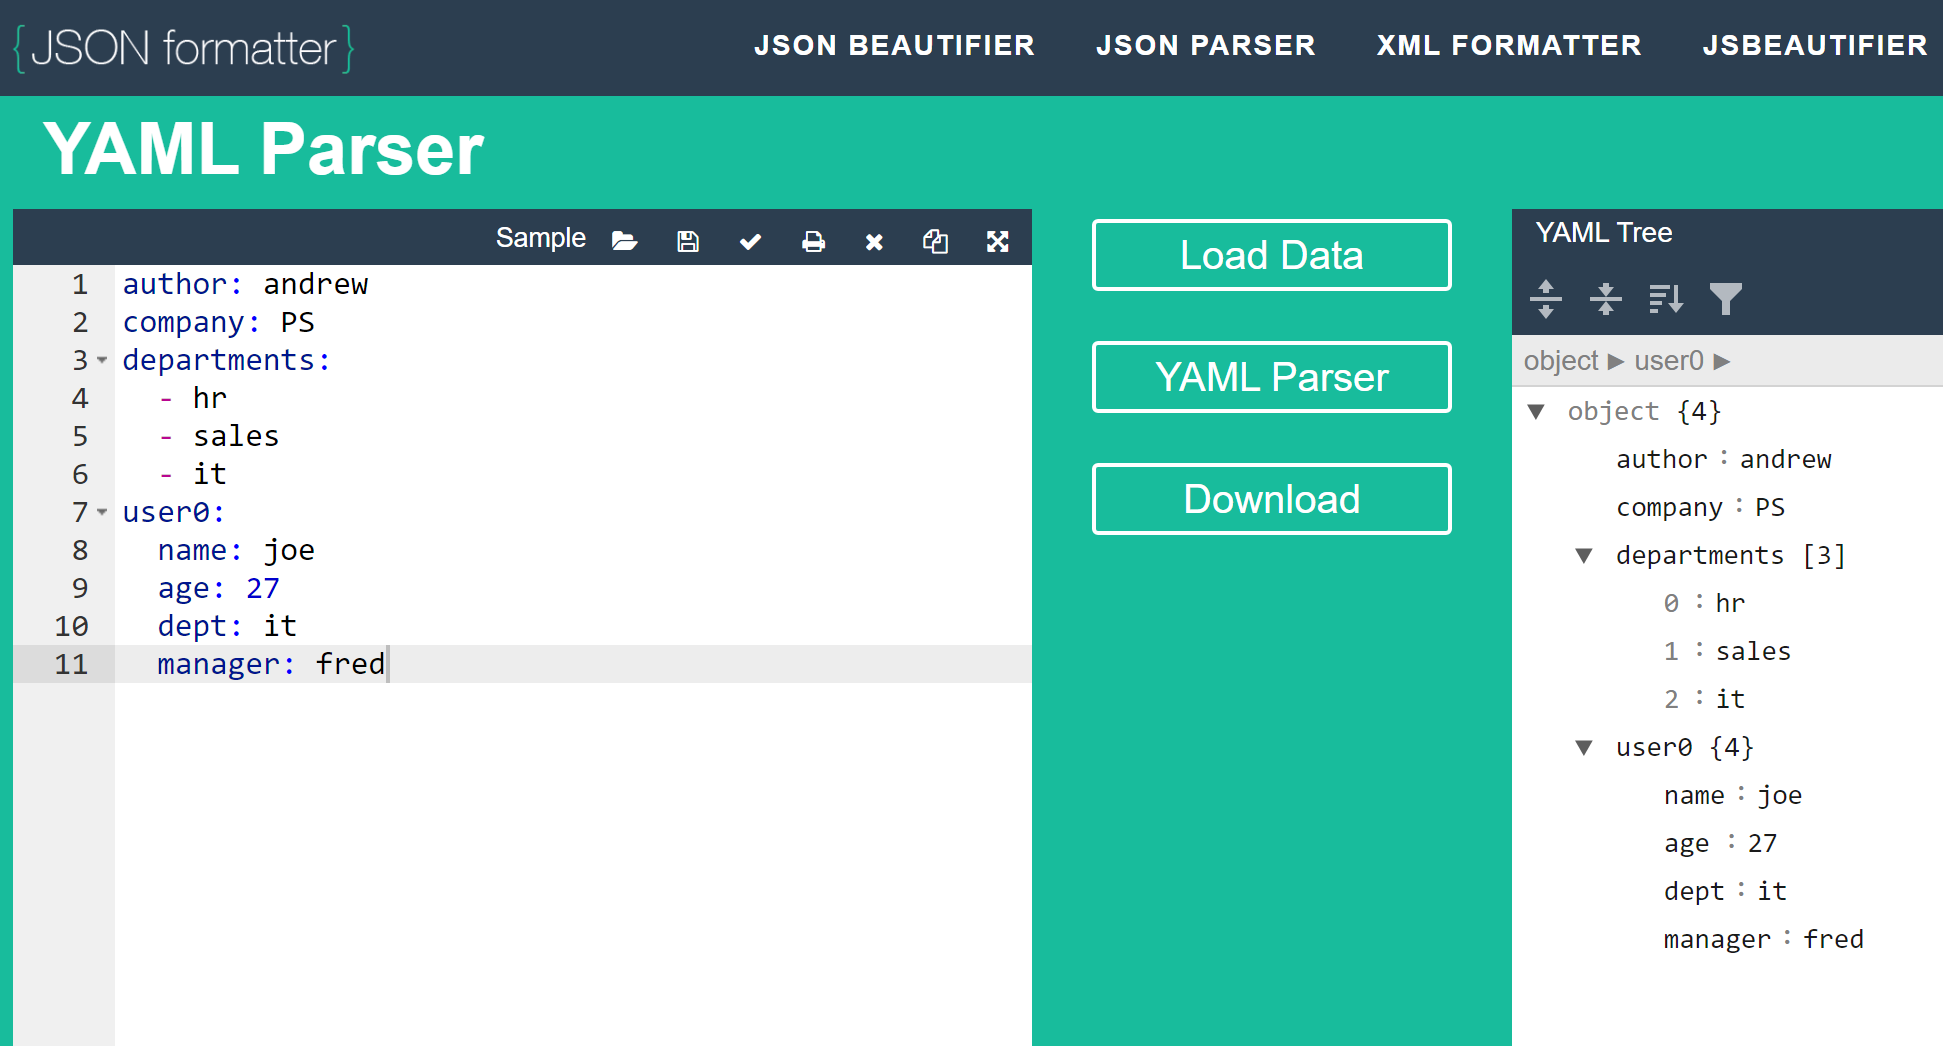 {JSON formatter}
JSON BEAUTIFIER JSON PARSER XML FORMATTER JSBEAUTIFIER
YAML Parser
Sample
1 author: andrew
2 company: PS
3 departments:
4   - hr
5   - sales
6   - it
7 user0:
8   name: joe
9   age: 27
10   dept: it
11   manager: fred
Load Data
YAML Parser
Download
YAML Tree
object ► user0 ►
▼ object {4}
author : andrew
company : PS
▼ departments [3]
0 : hr
1 : sales
2 : it
▼ user0 {4}
name : joe
age : 27
dept : it
manager : fred